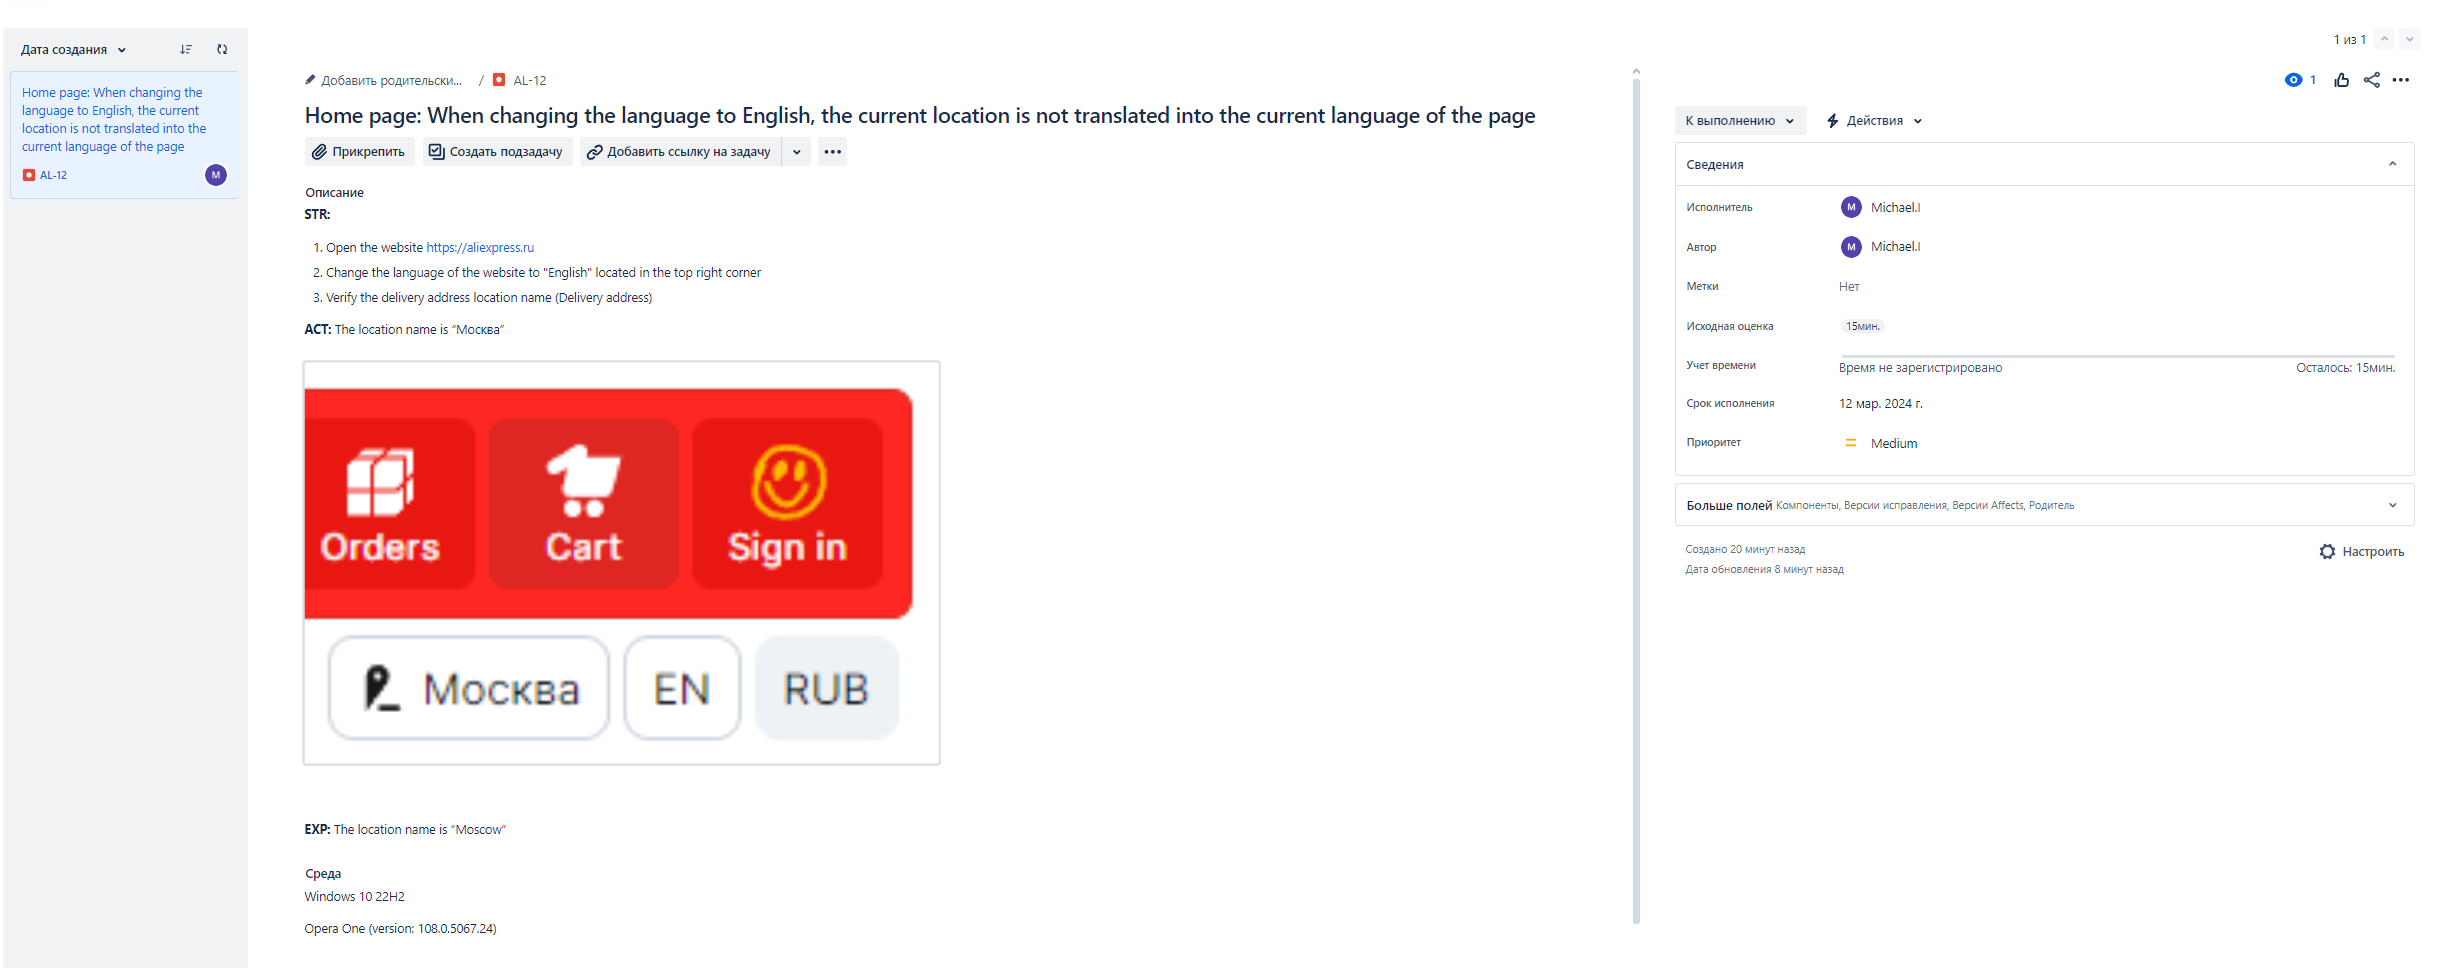 Дата создания
Home page: When changing the
language to English, the current
location is not translated into the
current language of the page
AL-12
M
Добавить родительски... / AL-12
Home page: When changing the language to English, the current location is not translated into the current language of the page
Прикрепить
Создать подзадачу
Добавить ссылку на задачу
Описание
STR:
1. Open the website https://aliexpress.ru
2. Change the language of the website to "English" located in the top right corner
3. Verify the delivery address location name (Delivery address)
ACT: The location name is “Москва”
Orders
Cart
Sign in
Москва
EN
RUB
EXP: The location name is “Moscow”
Среда
Windows 10 22H2
Opera One (version: 108.0.5067.24)
1 из 1
1
К выполнению
Действия
Сведения
Исполнитель
M Michael.I
Автор
M Michael.I
Метки
Нет
Исходная оценка
15мин.
Учет времени
Время не зарегистрировано
Осталось: 15мин.
Срок исполнения
12 мар. 2024 г.
Приоритет
Medium
Больше полей Компоненты, Версии исправления, Версии Affects, Родитель
Создано 20 минут назад
Дата обновления 8 минут назад
Настроить